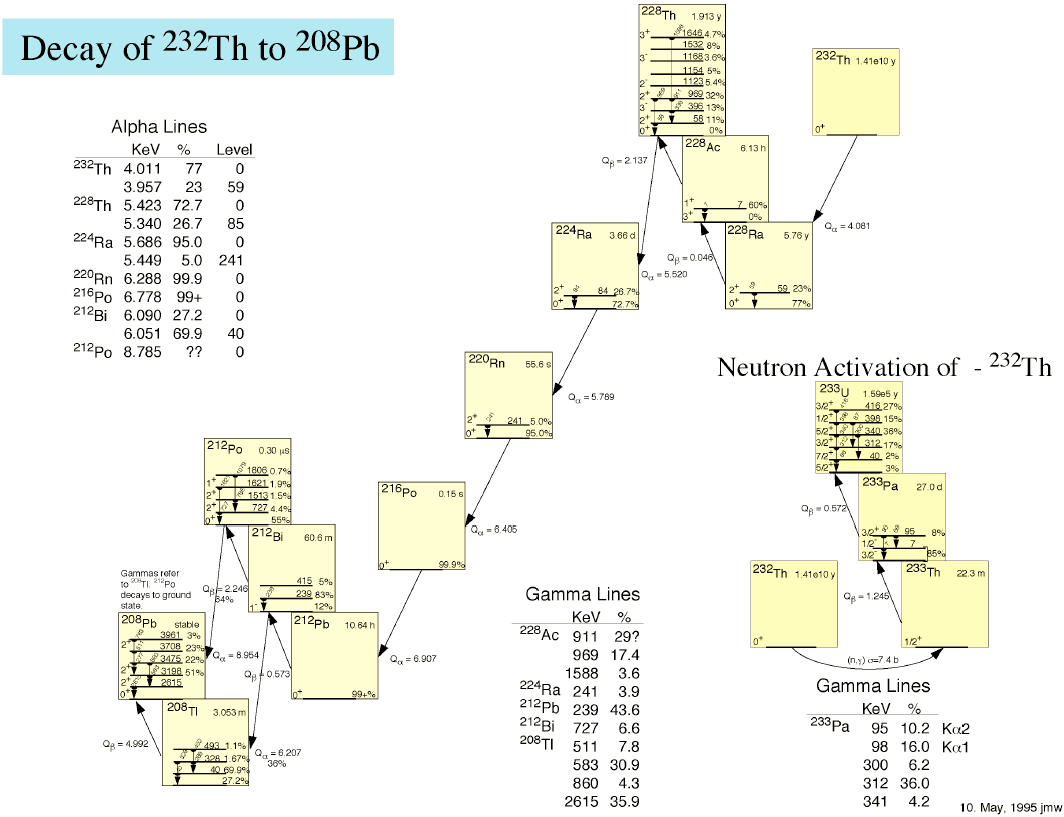 Decay of ²³²Th to ²⁰⁸Pb
Alpha Lines
KeV % Level
²³²Th 4.011 77 0
3.957 23 59
²²⁸Th 5.423 72.7 0
5.340 26.7 85
²²⁴Ra 5.686 95.0 0
5.449 5.0 241
²²⁰Rn 6.288 99.9 0
²¹⁶Po 6.778 99+ 0
²¹²Bi 6.090 27.2 0
6.051 69.9 40
²¹²Po 8.785 ?? 0
²²⁸Th 1.913 y
3⁺ 1646 4.7%
1532 8%
3⁻ 1168 3.6%
1154 5%
2⁻ 1123 5.4%
2⁺ 969 32%
4⁺ 396 13%
2⁺ 58 11%
0⁺ 0%
²³²Th 1.41e10 y
0⁺
Qβ = 2.137
²²⁸Ac 6.13 h
1⁺ 7 60%
3⁺ 0%
Qα = 4.081
²²⁴Ra 3.66 d
2⁺ 84 26.7%
0⁺ 72.7%
Qβ = 0.046
Qα = 5.520
²²⁸Ra 5.76 y
2⁺ 59 23%
0⁺ 77%
²²⁰Rn 55.6 s
2⁺ 241 5.0%
0⁺ 95.0%
Qα = 5.789
²¹⁶Po 0.15 s
0⁺ 99.9%
Qα = 6.405
²¹²Po 0.30 µS
1806 0.7%
1⁺ 1621 1.9%
2⁺ 1513 1.5%
2⁺ 727 4.4%
0⁺ 55%
²¹²Bi 60.6 m
415 5%
239 83%
1⁻ 12%
Qβ = 2.246
64%
Gammas refer
to ²⁰⁸Tl. ²¹²Po
decays to ground
state.
²¹²Pb 10.64 h
0⁺ 99+%
Qα = 6.907
²⁰⁸Pb stable
3961 3%
2⁺ 3708 23%
3475 22%
2⁺ 3198 51%
2⁺ 2615
0⁺
Qα = 8.954
Qβ = 0.573
²⁰⁸Tl 3.053 m
493 1.1%
328 1.67%
40 69.9%
27.2%
Qβ = 4.992
Qα = 6.207
36%
Gamma Lines
KeV %
²²⁸Ac 911 29?
969 17.4
1588 3.6
²²⁴Ra 241 3.9
²¹²Pb 239 43.6
²¹²Bi 727 6.6
²⁰⁸Tl 511 7.8
583 30.9
860 4.3
2615 35.9
Neutron Activation of - ²³²Th
²³³U 1.59e5 y
3/2⁺ 416 27%
1/2⁺ 398 15%
5/2⁺ 340 36%
3/2⁺ 312 17%
7/2⁺ 40 2%
5/2⁺ 3%
²³³Pa 27.0 d
3/2⁺ 95 8%
1/2⁻ 7
3/2⁻ 85%
Qβ = 0.572
²³²Th 1.41e10 y
0⁺
Qβ = 1.245
²³³Th 22.3 m
1/2⁺
(n,γ) σ=7.4 b
Gamma Lines
KeV %
²³³Pa 95 10.2 Kα2
98 16.0 Kα1
300 6.2
312 36.0
341 4.2
10. May, 1995 jmw